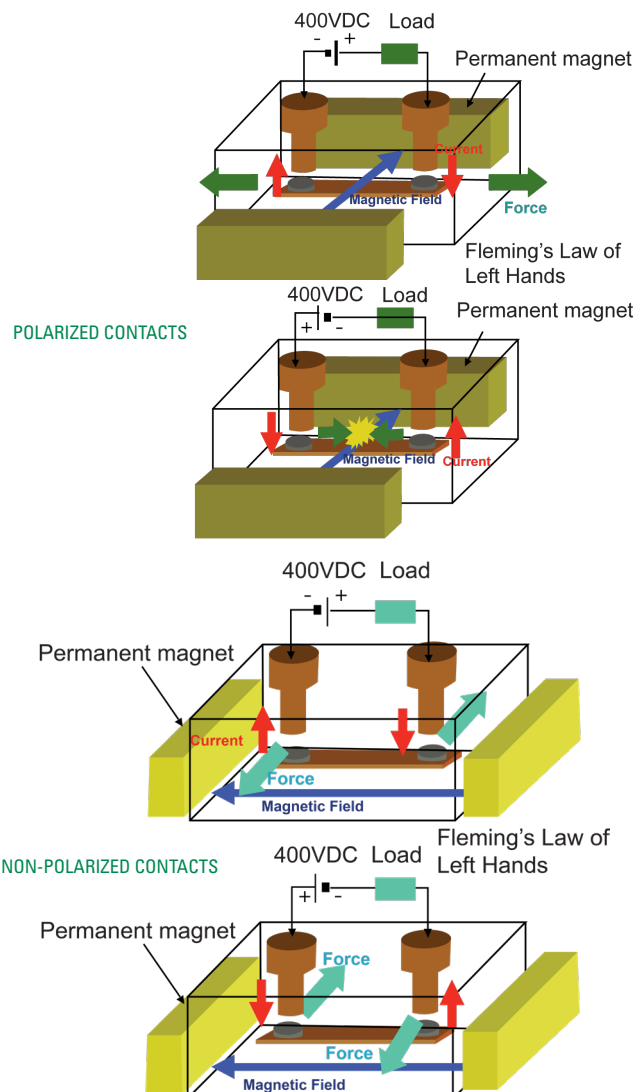 400VDC
- +
Load
Permanent magnet
Current
Magnetic Field
Force
Fleming's Law of
Left Hands
POLARIZED CONTACTS
400VDC
+ -
Load
Permanent magnet
Magnetic Field
Current
400VDC Load
- +
Permanent magnet
Current
Force
Magnetic Field
Fleming's Law of
Left Hands
NON-POLARIZED CONTACTS
400VDC Load
+ -
Permanent magnet
Force
Force
Magnetic Field